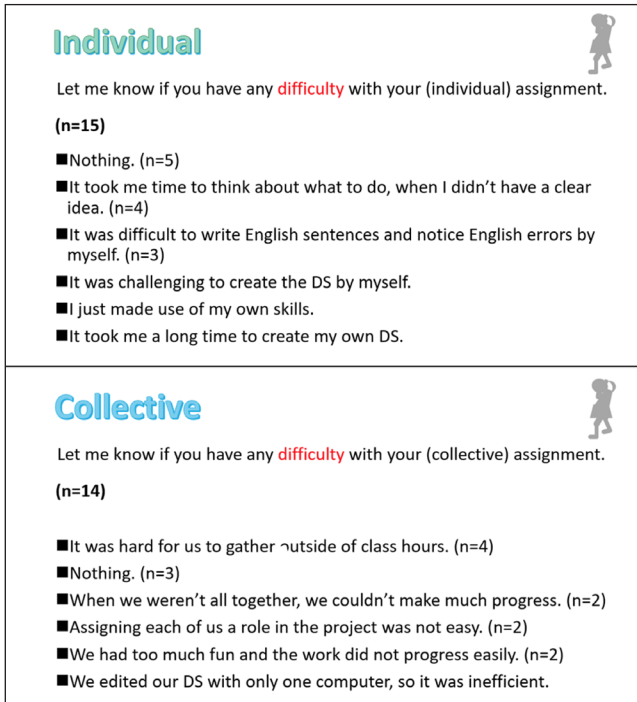 Individual
Let me know if you have any difficulty with your (individual) assignment.
(n=15)
■Nothing. (n=5)
■It took me time to think about what to do, when I didn't have a clear
idea. (n=4)
■It was difficult to write English sentences and notice English errors by
myself. (n=3)
■It was challenging to create the DS by myself.
■I just made use of my own skills.
■It took me a long time to create my own DS.
Collective
Let me know if you have any difficulty with your (collective) assignment.
(n=14)
■It was hard for us to gather outside of class hours. (n=4)
■Nothing. (n=3)
■When we weren't all together, we couldn't make much progress. (n=2)
■Assigning each of us a role in the project was not easy. (n=2)
■We had too much fun and the work did not progress easily. (n=2)
■We edited our DS with only one computer, so it was inefficient.